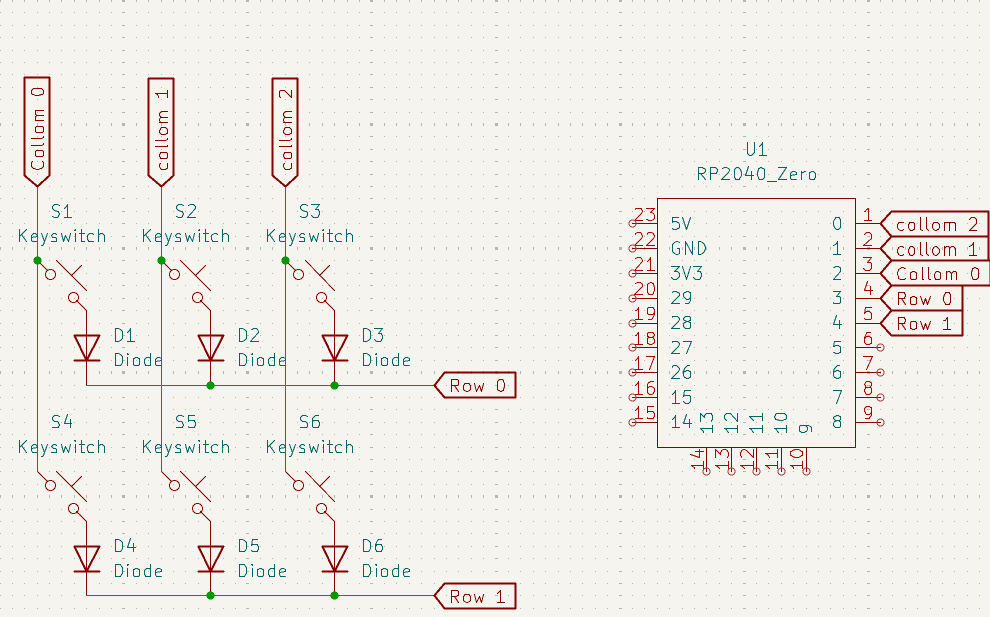 Collom 0
collom 1
collom 2
S1
Keyswitch
S2
Keyswitch
S3
Keyswitch
D1
Diode
D2
Diode
D3
Diode
Row 0
S4
Keyswitch
S5
Keyswitch
S6
Keyswitch
D4
Diode
D5
Diode
D6
Diode
Row 1
U1
RP2040_Zero
23 5V 0 1 collom 2
22 GND 1 2 collom 1
21 3V3 2 3 Collom 0
20 29 3 4 Row 0
19 28 4 5 Row 1
18 27 5 6
17 26 6 7
16 15 7 8
15 14 8 9
13 12 11 10 9
14 13 12 11 10